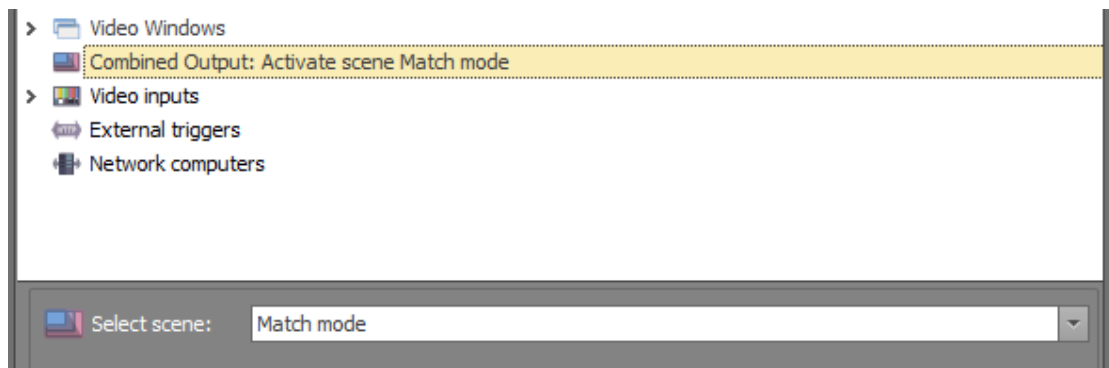 Video Windows
Combined Output: Activate scene Match mode
Video inputs
External triggers
Network computers
Select scene: Match mode